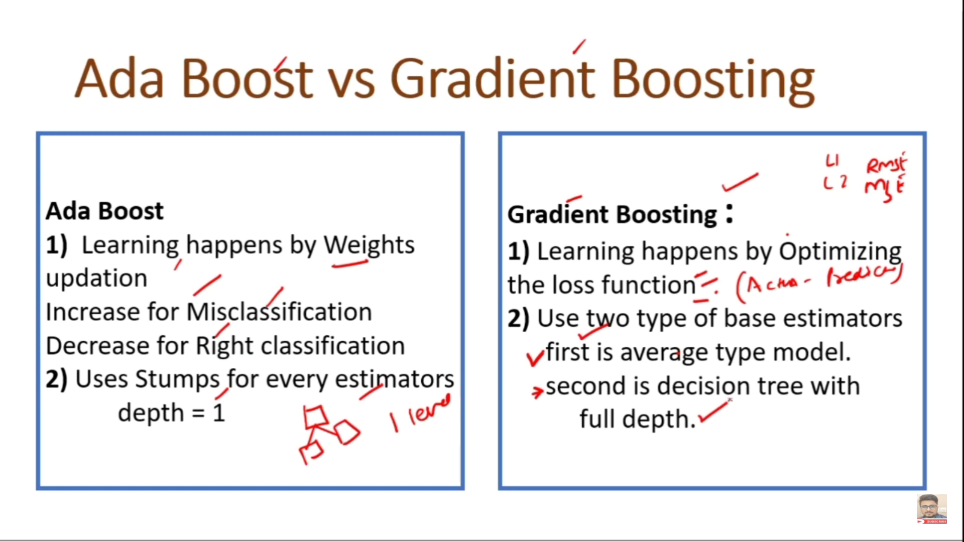 Ada Boost vs Gradient Boosting
Ada Boost
1) Learning happens by Weights
updation
Increase for Misclassification
Decrease for Right classification
2) Uses Stumps for every estimators
depth = 1
1 level
L1 RMSE
L2 MSE
Gradient Boosting :
1) Learning happens by Optimizing
the loss function :. (Actua - Predica)
2) Use two type of base estimators
first is average type model.
second is decision tree with
full depth.